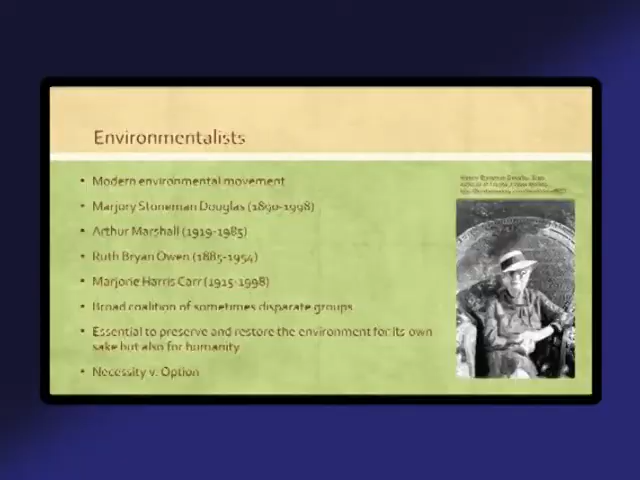 Environmentalists
• Modern environmental movement
• Marjory Stoneman Douglas (1890-1998)
• Arthur Marshall (1919-1985)
• Ruth Bryan Owen (1885-1954)
• Marjorie Harris Carr (1915-1998)
• Broad coalition of sometimes disparate groups
• Essential to preserve and restore the environment for its own
sake but also for humanity
• Necessity v. Option